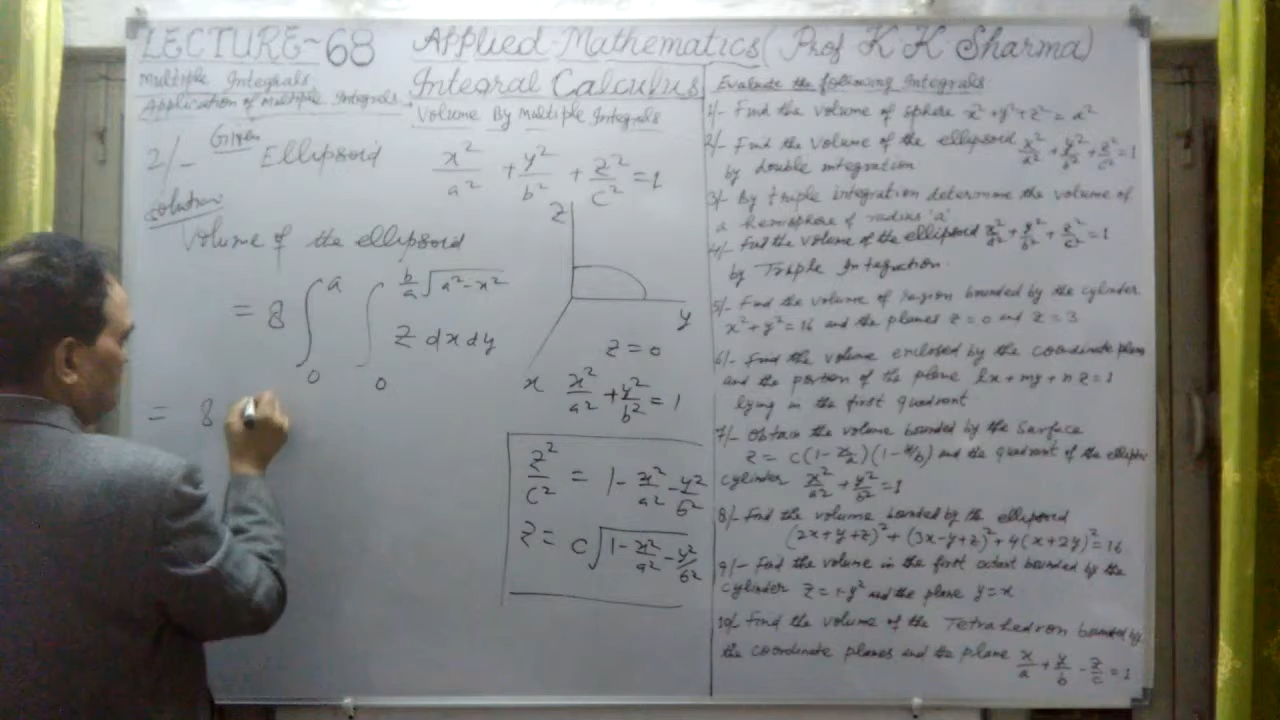 LECTURE-68 Applied-Mathematics (Prof K K Sharma)
Multiple Integrals
Application of Multiple Integrals
Integral Calculus
Volume By Multiple Integrals
2/- Given Ellipsoid x²/a² + y²/b² + z²/c² = 1
Solution
Volume of the ellipsoid
= 8 ∫₀^a ∫₀^{b/a √(a²-x²)} z dx dy
= 8
z
y
x
z = 0
x²/a² + y²/b² = 1
z²/c² = 1 - x²/a² - y²/b²
z = c√(1 - x²/a² - y²/b²)
Evaluate the following Integrals
1/- Find the volume of sphere x² + y² + z² = a²
2/- Find the volume of the ellipsoid x²/a² + y²/b² + z²/c² = 1
by double integration
3/- By triple integration determine the volume of
a hemisphere of radius 'a'
4/- Find the volume of the ellipsoid x²/a² + y²/b² + z²/c² = 1
by Triple Integration.
5/- Find the volume of region bounded by the cylinder
x² + y² = 16 and the planes z = 0 and z = 3
6/- Find the volume enclosed by the coordinate plans
and the portion of the plane lx + my + nz = 1
lying in the first quadrant
7/- Obtain the volume bounded by the surface
z = c(1 - x/a)(1 - y/b) and the quadrant of the elliptic
cylinder x²/a² + y²/b² = 1
8/- Find the volume bounded by the ellipsoid
(2x+y+z)² + (3x-y+z)² + 4(x+2y)² = 16
9/- Find the volume in the first octant bounded by the
cylinder z = 1-y² and the plane y = x
10/- Find the volume of the Tetrahedron bounded by
the coordinate planes and the plane x/a + y/b - z/c = 1